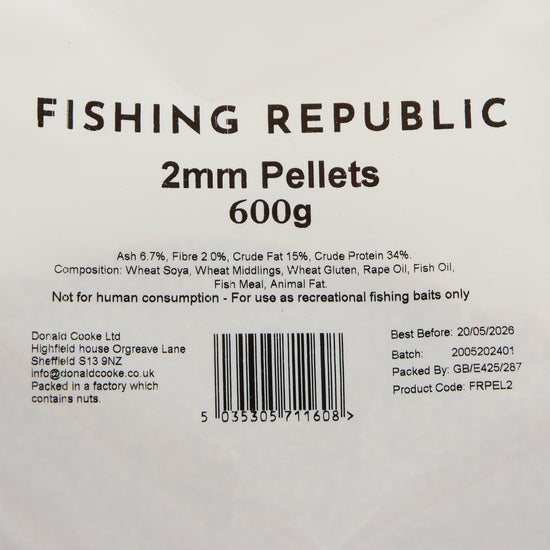 FISHING REPUBLIC
2mm Pellets
600g
Ash 6.7%, Fibre 2.0%, Crude Fat 15%, Crude Protein 34%.
Composition: Wheat Soya, Wheat Middlings, Wheat Gluten, Rape Oil, Fish Oil,
Fish Meal, Animal Fat.
Not for human consumption - For use as recreational fishing baits only
Donald Cooke Ltd
Highfield house Orgreave Lane
Sheffield S13 9NZ
info@donaldcooke.co.uk
Packed in a factory which
contains nuts.
5 035305 711608 >
Best Before: 20/05/2026
Batch: 2005202401
Packed By: GB/E425/287
Product Code: FRPEL2